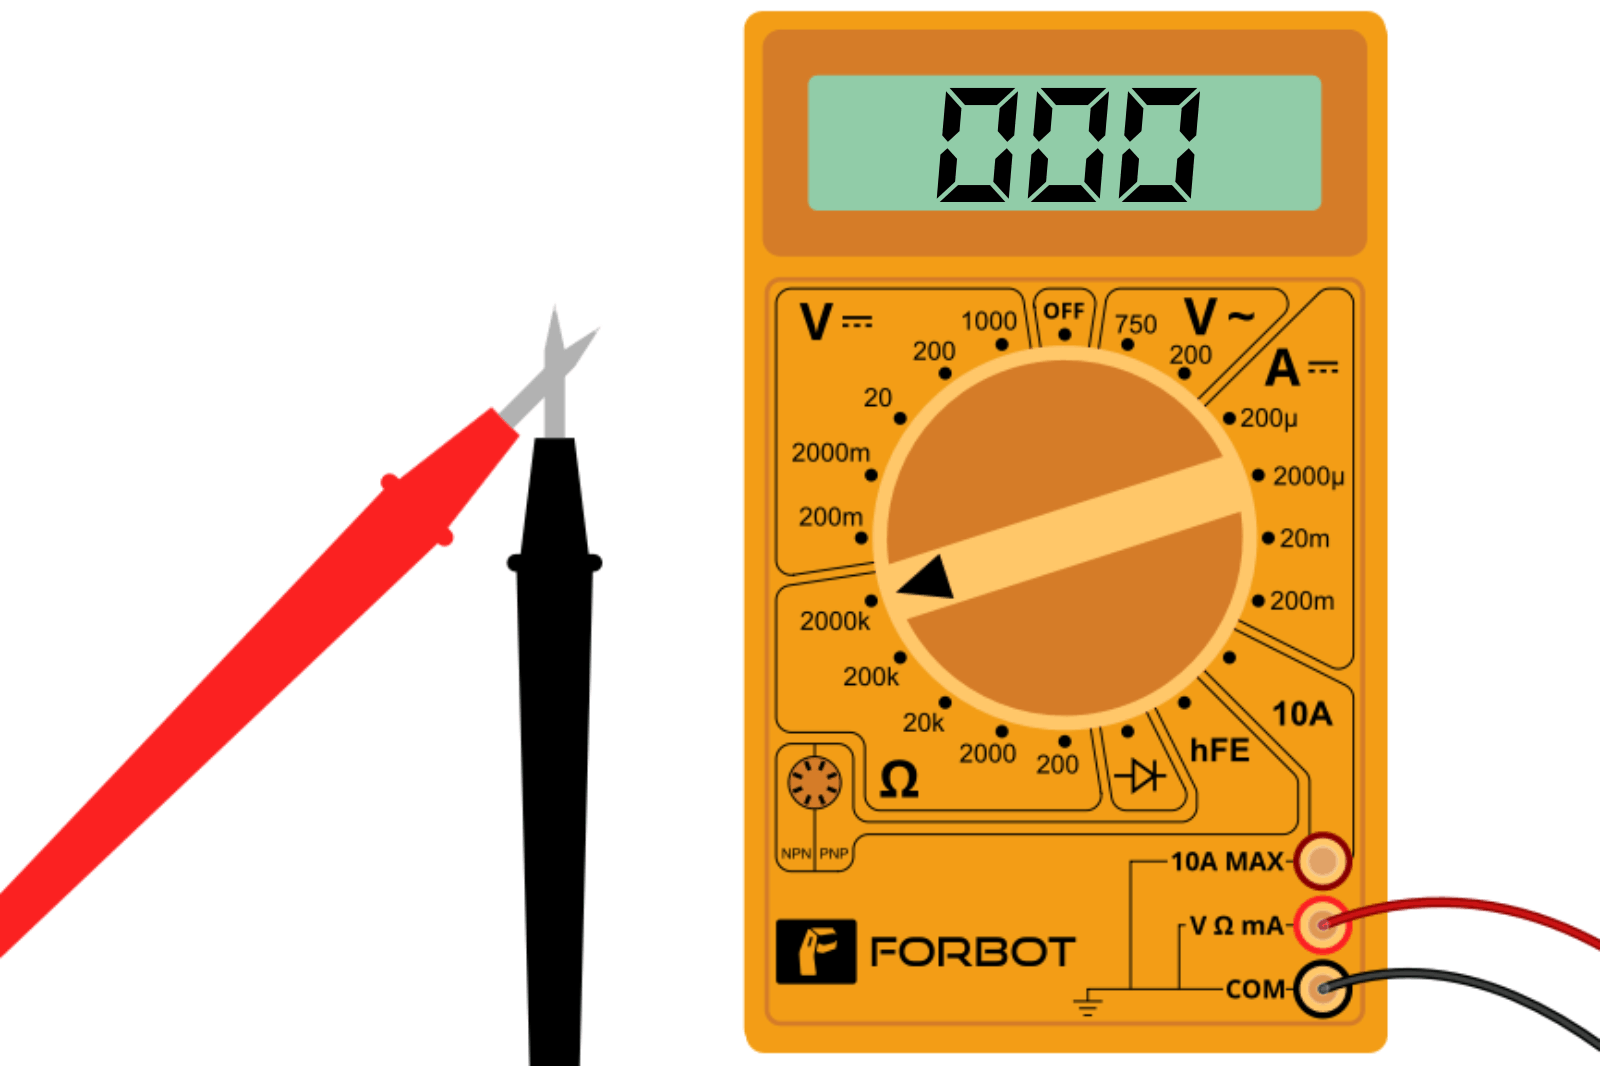 000
OFF
V
1000
200
20
2000m
200m
750
V ~
200
A
200µ
2000µ
20m
200m
2000k
200k
20k
2000
200
Ω
hFE
10A
NPN
PNP
10A MAX
V Ω mA
COM
FORBOT